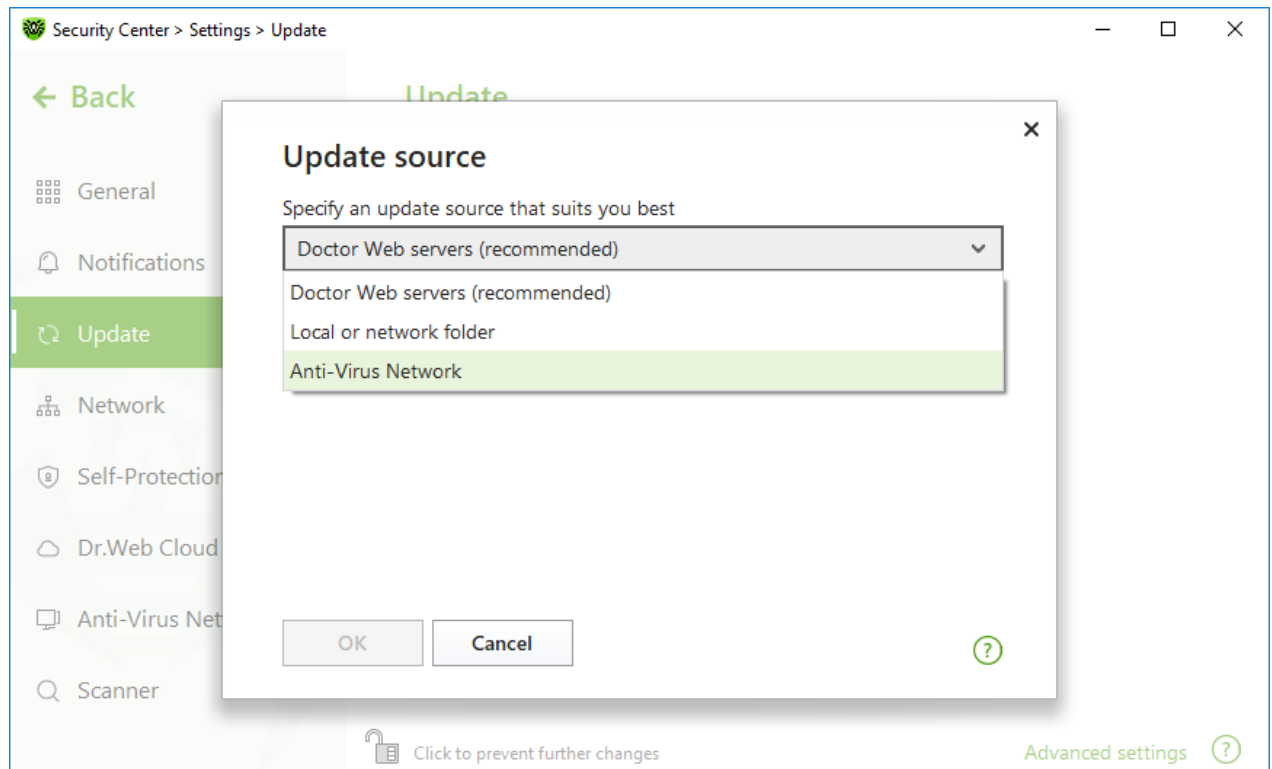 Security Center > Settings > Update
Back
Update
Update source
Specify an update source that suits you best
Doctor Web servers (recommended)
Doctor Web servers (recommended)
Local or network folder
Anti-Virus Network
OK
Cancel
?
General
Notifications
Update
Network
Self-Protection
Dr.Web Cloud
Anti-Virus Net
Scanner
Click to prevent further changes
Advanced settings
?